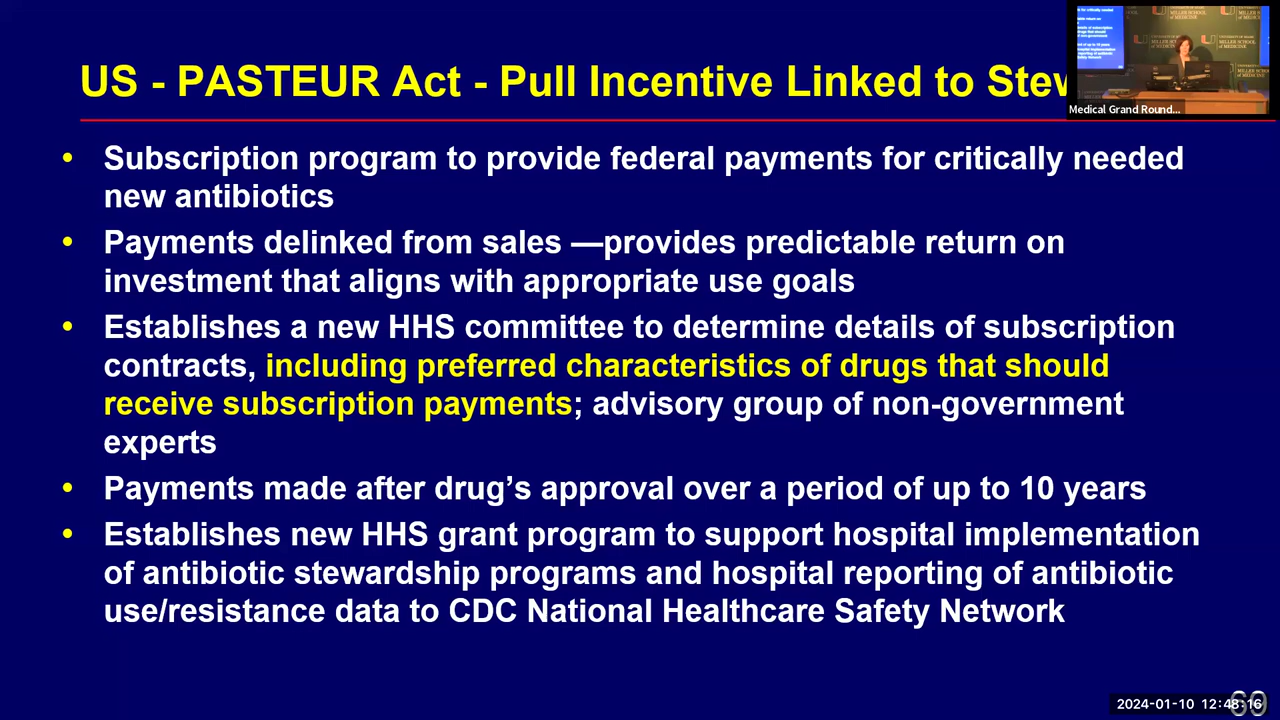 US - PASTEUR Act - Pull Incentive Linked to Stew
Medical Grand Round...
• Subscription program to provide federal payments for critically needed
new antibiotics
• Payments delinked from sales —provides predictable return on
investment that aligns with appropriate use goals
• Establishes a new HHS committee to determine details of subscription
contracts, including preferred characteristics of drugs that should
receive subscription payments; advisory group of non-government
experts
• Payments made after drug’s approval over a period of up to 10 years
• Establishes new HHS grant program to support hospital implementation
of antibiotic stewardship programs and hospital reporting of antibiotic
use/resistance data to CDC National Healthcare Safety Network
2024-01-10 12:48:16